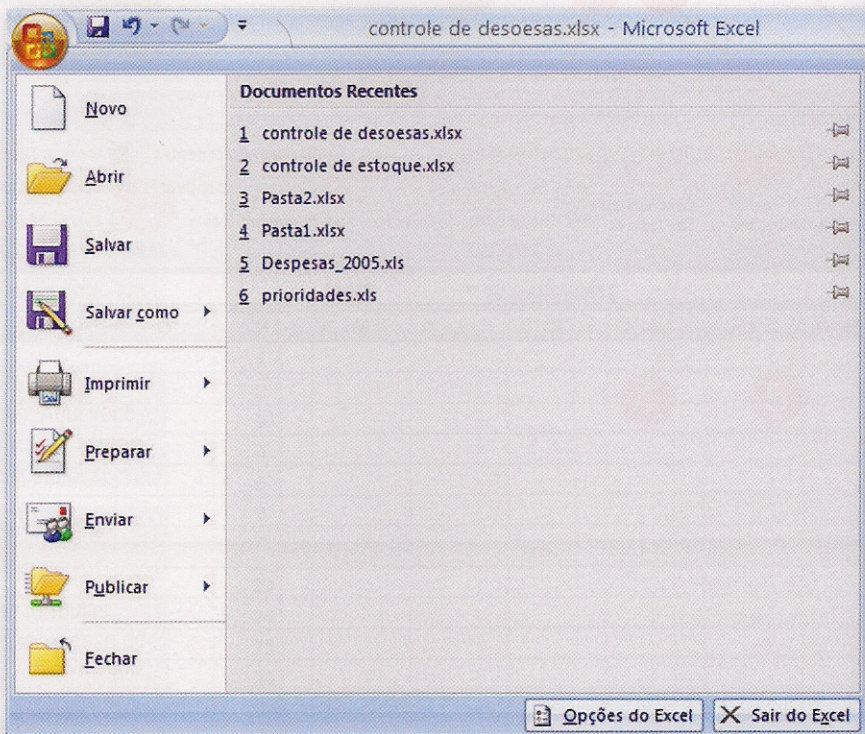 controle de desoesas.xlsx - Microsoft Excel
Novo
Abrir
Salvar
Salvar como
Imprimir
Preparar
Enviar
Publicar
Fechar
Documentos Recentes
1 controle de desoesas.xlsx
2 controle de estoque.xlsx
3 Pasta2.xlsx
4 Pasta1.xlsx
5 Despesas_2005.xls
6 prioridades.xls
Opções do Excel
Sair do Excel